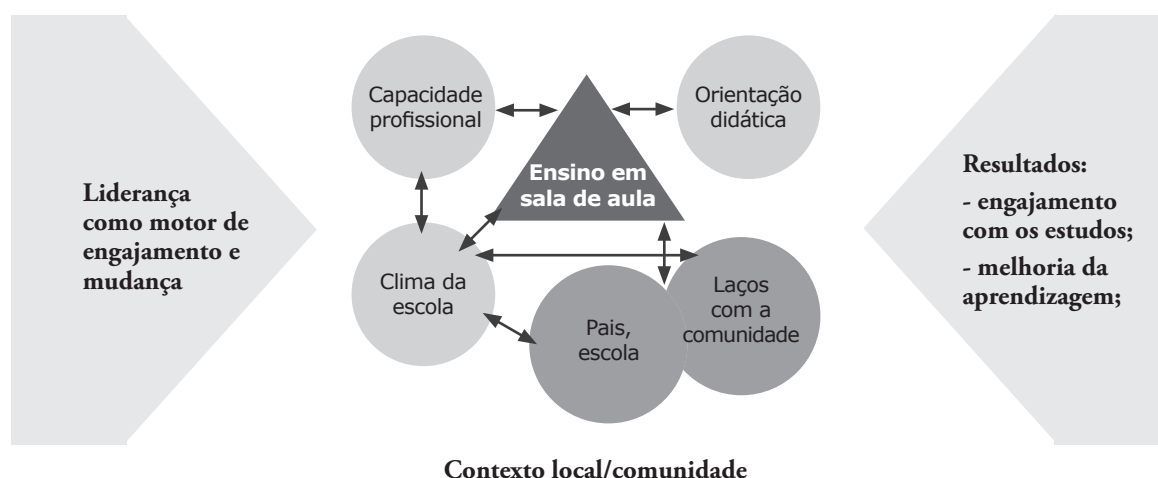 Liderança
como motor de
engajamento e
mudança
Capacidade
profissional
Orientação
didática
Ensino em
sala de aula
Clima da
escola
Pais,
escola
Laços
com a
comunidade
Resultados:
- engajamento
com os estudos;
- melhoria da
aprendizagem;
Contexto local/comunidade